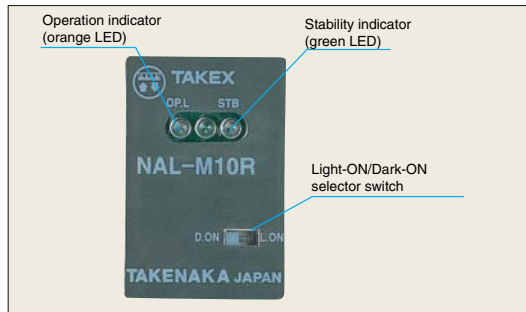 Operation indicator
(orange LED)
Stability indicator
(green LED)
TAKEX
OP.L STB
NAL-M10R
Light-ON/Dark-ON
selector switch
D.ON L.ON
TAKENAKA JAPAN